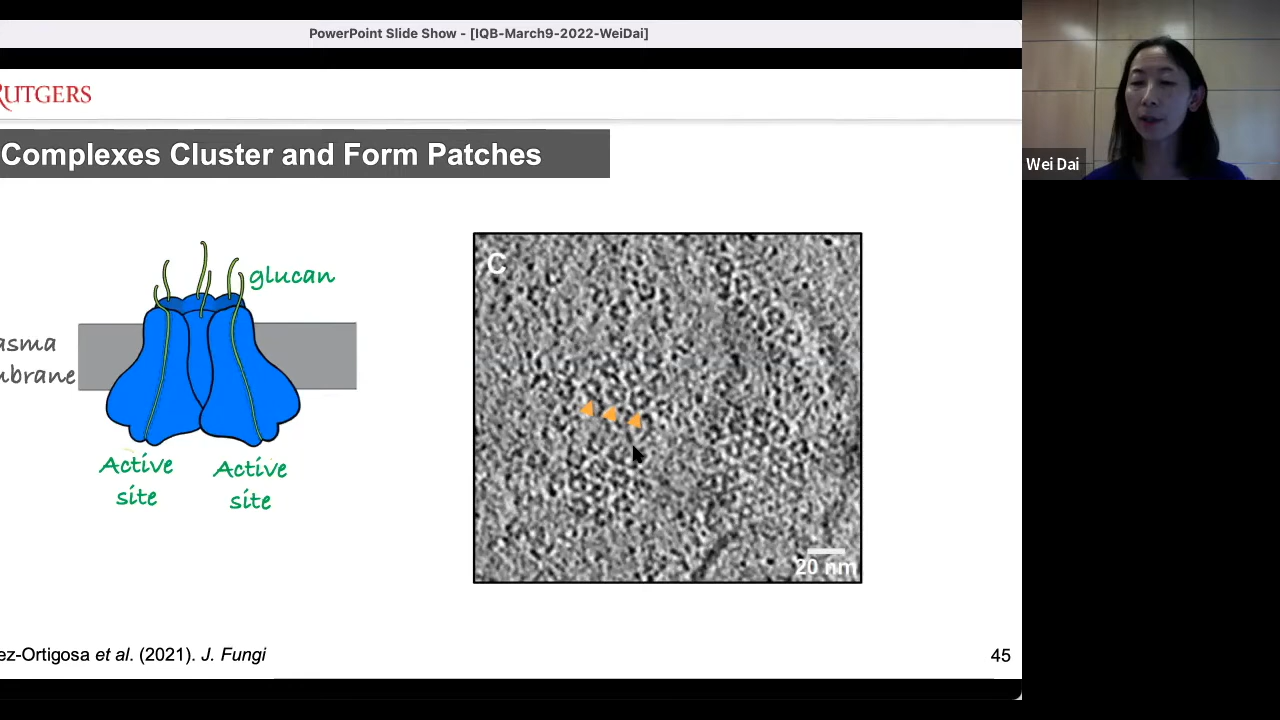 PowerPoint Slide Show - [IQB-March9-2022-WeiDai]
RUTGERS
Complexes Cluster and Form Patches
Wei Dai
C
glucan
asma
mbrane
Active
site
Active
site
20 nm
ez-Ortigosa et al. (2021). J. Fungi
45